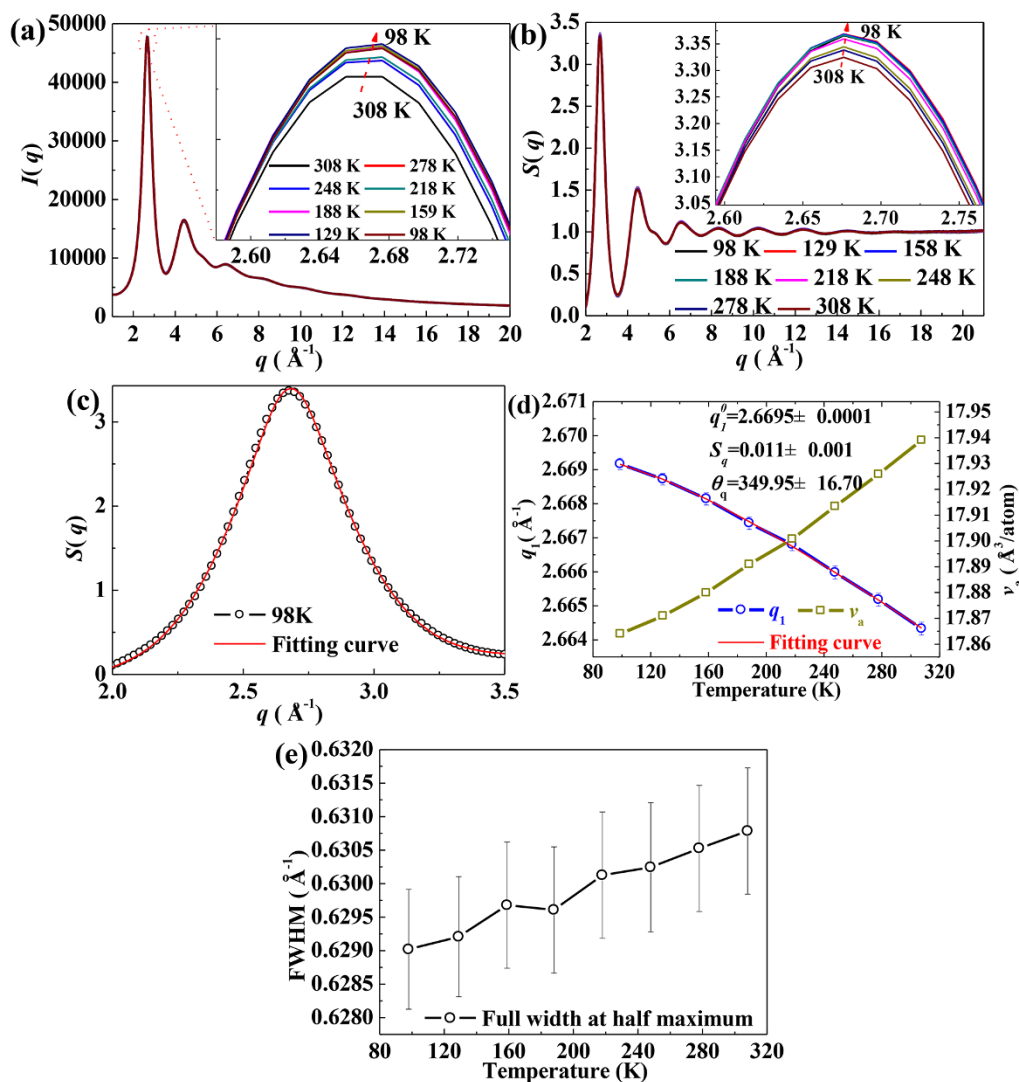 (a)
50000
40000
30000
20000
10000
0
I(q)
2 4 6 8 10 12 14 16 18 20
q ( Å⁻¹)
98 K
308 K
308 K 278 K
248 K 218 K
188 K 159 K
129 K 98 K
2.60 2.64 2.68 2.72
(b)
3.5
3.0
2.5
2.0
1.5
1.0
0.5
0.0
S(q)
2 4 6 8 10 12 14 16 18 20
q ( Å⁻¹)
3.35
3.30
3.25
3.20
3.15
3.10
3.05
98 K
308 K
2.60 2.65 2.70 2.75
98 K 129 K 158 K
188 K 218 K 248 K
278 K 308 K
(c)
3
2
1
0
S(q)
98K
Fitting curve
2.0 2.5 3.0 3.5
q ( Å⁻¹)
(d)
2.671
2.670
2.669
2.668
2.667
2.666
2.665
2.664
q₁( Å⁻¹)
q₁⁰=2.6695± 0.0001
S_q=0.011± 0.001
θ_q=349.95± 16.70
q₁ vₐ
Fitting curve
80 120 160 200 240 280 320
Temperature (K)
17.95
17.94
17.93
17.92
17.91
17.90
17.89
17.88
17.87
17.86
vₐ ( Å³/atom)
(e)
0.6320
0.6315
0.6310
0.6305
0.6300
0.6295
0.6290
0.6285
0.6280
FWHM ( Å⁻¹)
Full width at half maximum
80 120 160 200 240 280 320
Temperature (K)